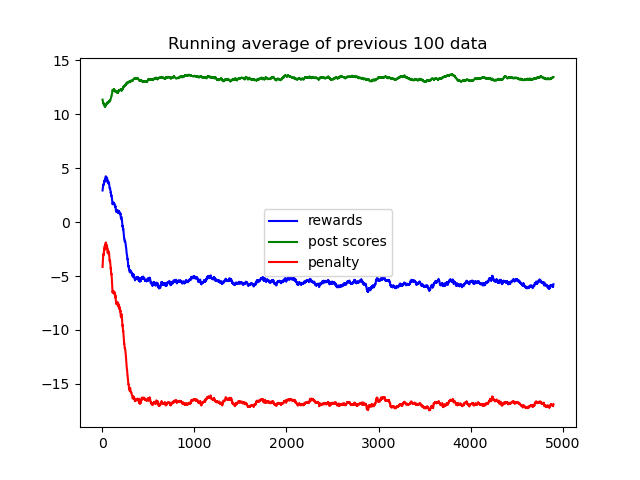 Running average of previous 100 data
15
10
5
0
−5
−10
−15
rewards
post scores
penalty
0 1000 2000 3000 4000 5000